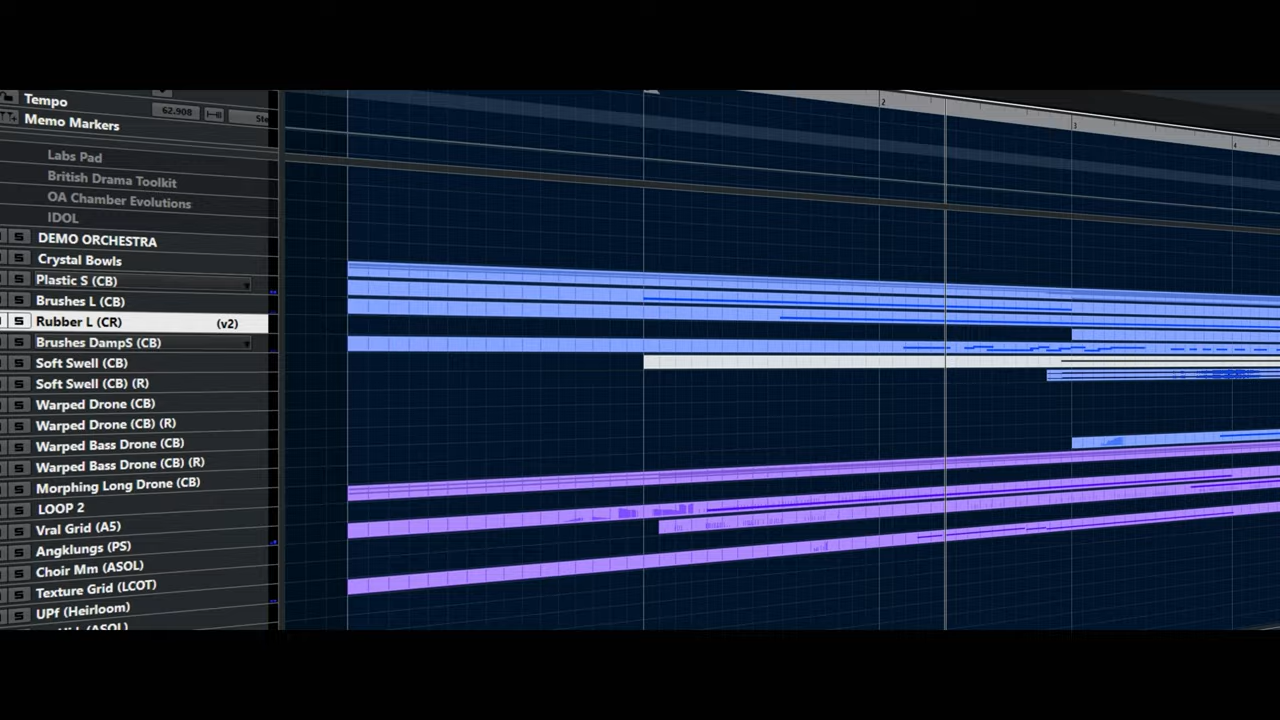 Tempo
62.908
Ste
Memo Markers
2
3
4
Labs Pad
British Drama Toolkit
OA Chamber Evolutions
IDOL
S DEMO ORCHESTRA
S Crystal Bowls
S Plastic S (CB)
S Brushes L (CB)
S Rubber L (CR) (v2)
S Brushes DampS (CB)
S Soft Swell (CB)
S Soft Swell (CB) (R)
S Warped Drone (CB)
S Warped Drone (CB) (R)
S Warped Bass Drone (CB)
S Warped Bass Drone (CB) (R)
S Morphing Long Drone (CB)
S LOOP 2
S Vral Grid (A5)
S Angklungs (PS)
S Choir Mm (ASOL)
S Texture Grid (LCOT)
S UPf (Heirloom)
(ASOL)